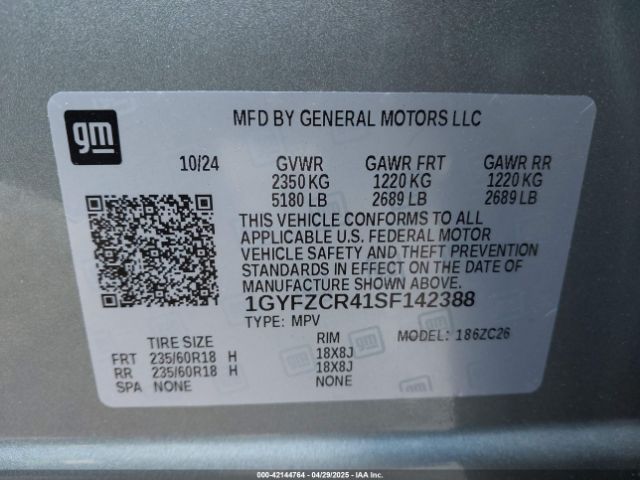 gm
MFD BY GENERAL MOTORS LLC
10/24 GVWR GAWR FRT GAWR RR
2350 KG 1220 KG 1220 KG
5180 LB 2689 LB 2689 LB
THIS VEHICLE CONFORMS TO ALL
APPLICABLE U.S. FEDERAL MOTOR
VEHICLE SAFETY AND THEFT PREVENTION
STANDARDS IN EFFECT ON THE DATE OF
MANUFACTURE SHOWN ABOVE.
1GYFZCR41SF142388
TYPE: MPV MODEL: 186ZC26
TIRE SIZE RIM
FRT 235/60R18 H 18X8J
RR 235/60R18 H 18X8J
SPA NONE NONE
000-42144764 - 04/29/2025 - IAA Inc.